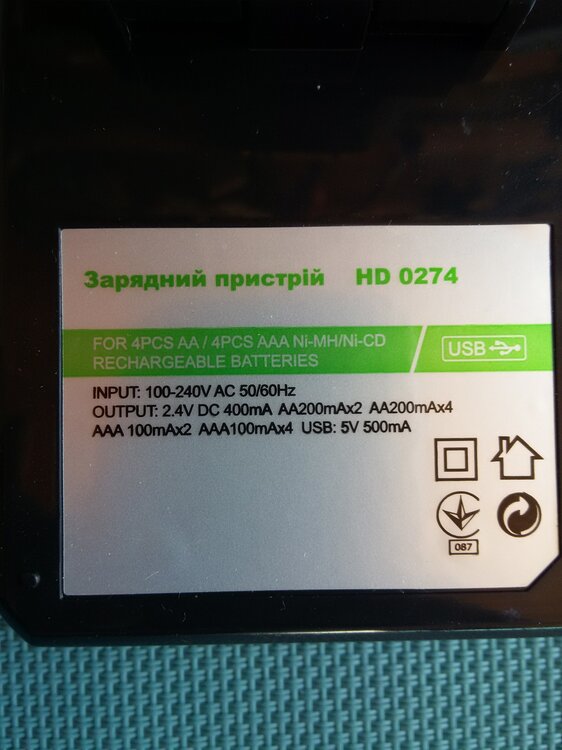 Зарядний пристрій HD 0274
FOR 4PCS AA / 4PCS AAA Ni-MH/Ni-CD
RECHARGEABLE BATTERIES
USB
INPUT: 100-240V AC 50/60Hz
OUTPUT: 2.4V DC 400mA AA200mAx2 AA200mAx4
AAA 100mAx2 AAA100mAx4 USB: 5V 500mA
087